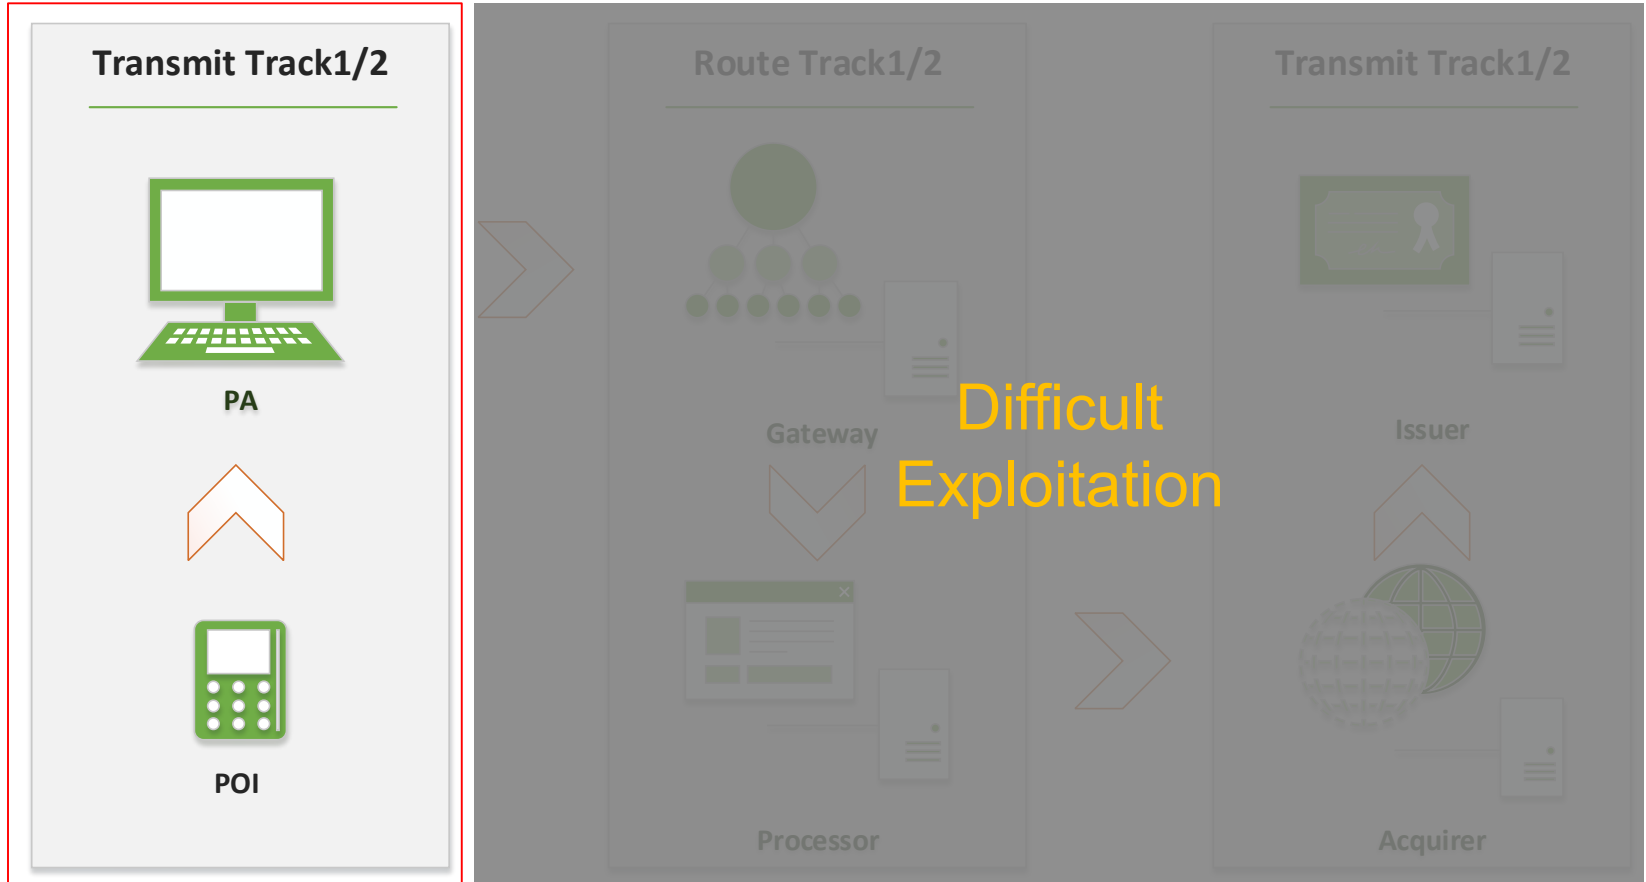 Transmit Track1/2
PA
POI
Route Track1/2
Gateway
Processor
Difficult
Exploitation
Transmit Track1/2
Issuer
Acquirer